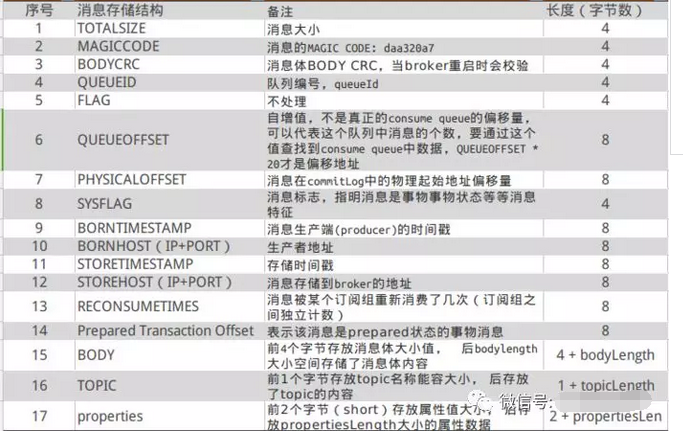 序号 消息存储结构 备注 长度（字节数）
1 TOTALSIZE 消息大小 4
2 MAGICCODE 消息的MAGIC CODE: daa320a7 4
3 BODYCRC 消息体BODY CRC，当broker重启时会校验 4
4 QUEUEID 队列编号，queueId 4
5 FLAG 不处理 4
自增值，不是真正的consume queue的偏移量，
可以代表这个队列中消息的个数，要通过这个
6 QUEUEOFFSET 值查找到consume queue中数据，QUEUEOFFSET * 8
20才是偏移地址
7 PHYSICALOFFSET 消息在commitLog中的物理起始地址偏移量 8
8 SYSFLAG 消息标志，指明消息是事物事物状态等等消息 4
特征
9 BORNTIMESTAMP 消息生产端(producer)的时间戳 8
10 BORNHOST（IP+PORT） 生产者地址 8
11 STORETIMESTAMP 存储时间戳 8
12 STOREHOST（IP+PORT） 消息存储到broker的地址 8
13 RECONSUMETIMES 消息被某个订阅组重新消费了几次（订阅组之 8
间独立计数）
14 Prepared Transaction Offset 表示该消息是prepared状态的事物消息 8
15 BODY 前4个字节存放消息体大小值， 后bodylength 4 + bodyLength
大小空间存储了消息体内容
16 TOPIC 前1个字节存放topic名称能容大小， 后存放 1 + topicLength
了topic的内容
17 properties 前2个字节（short）存放属性值大小， 2 + propertiesLen
放propertiesLength大小的属性数据
微信号: